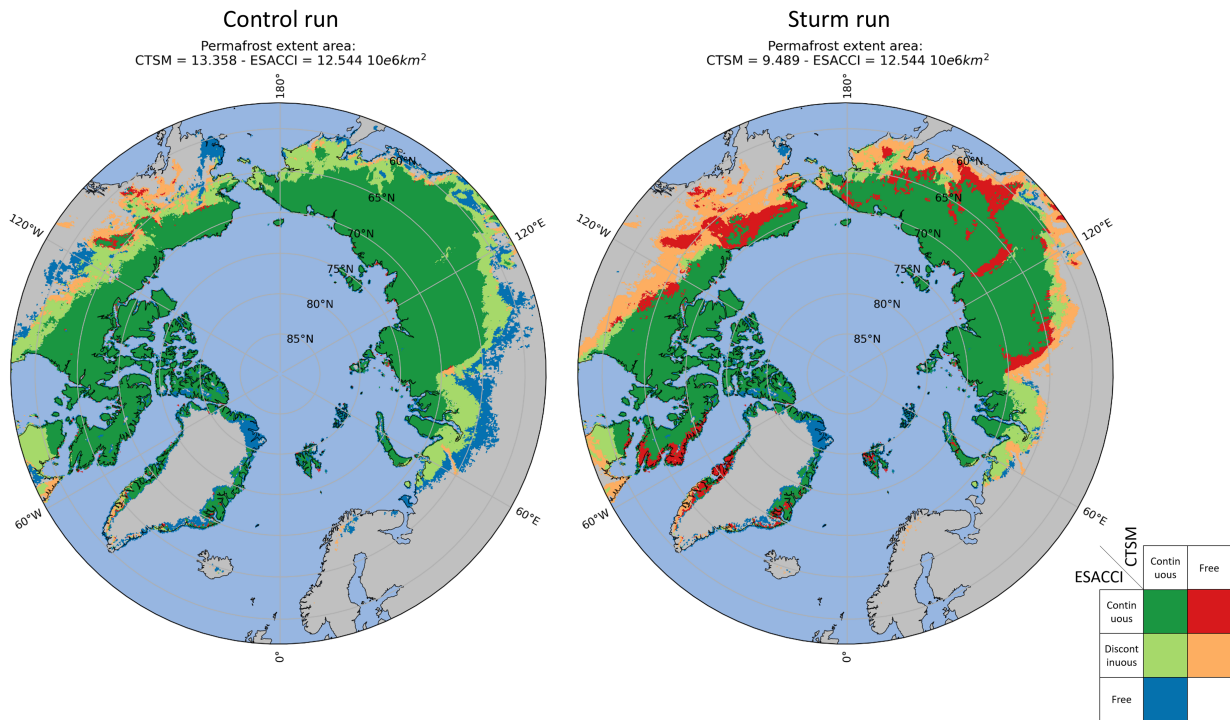 Control run
Permafrost extent area:
CTSM = 13.358 - ESACCI = 12.544 10e6km²
180°
60°N
65°N
70°N
75°N
80°N
85°N
120°W
120°E
60°W
60°E
0°
Sturm run
Permafrost extent area:
CTSM = 9.489 - ESACCI = 12.544 10e6km²
180°
60°N
65°N
70°N
75°N
80°N
85°N
120°W
120°E
60°W
60°E
0°
CTSM
ESACCI
Contin
uous
Free
Contin
uous
Discont
inuous
Free